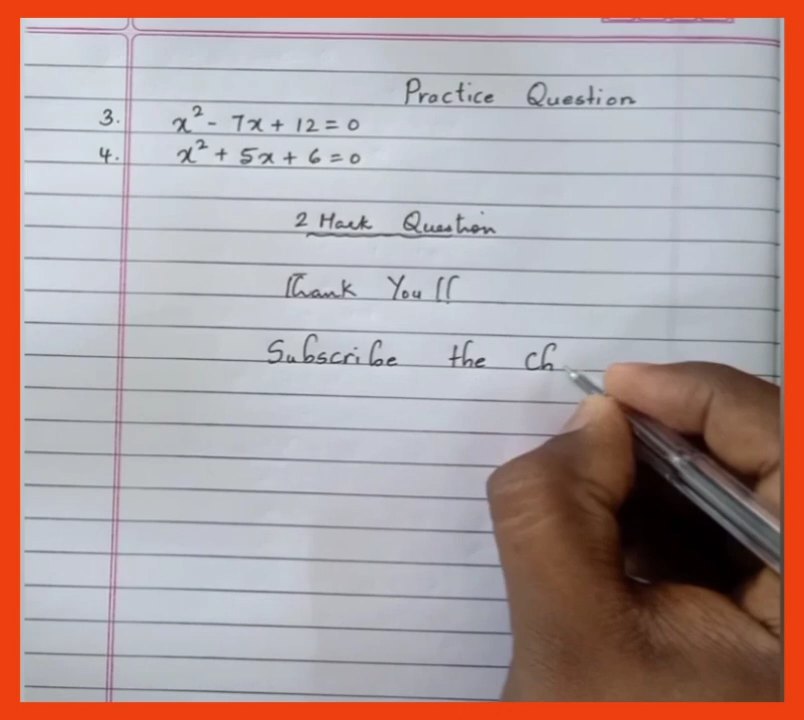 Practice Question
3. x² - 7x + 12 = 0
4. x² + 5x + 6 = 0
2 Mark Question
Thank You !!
Subscribe the ch